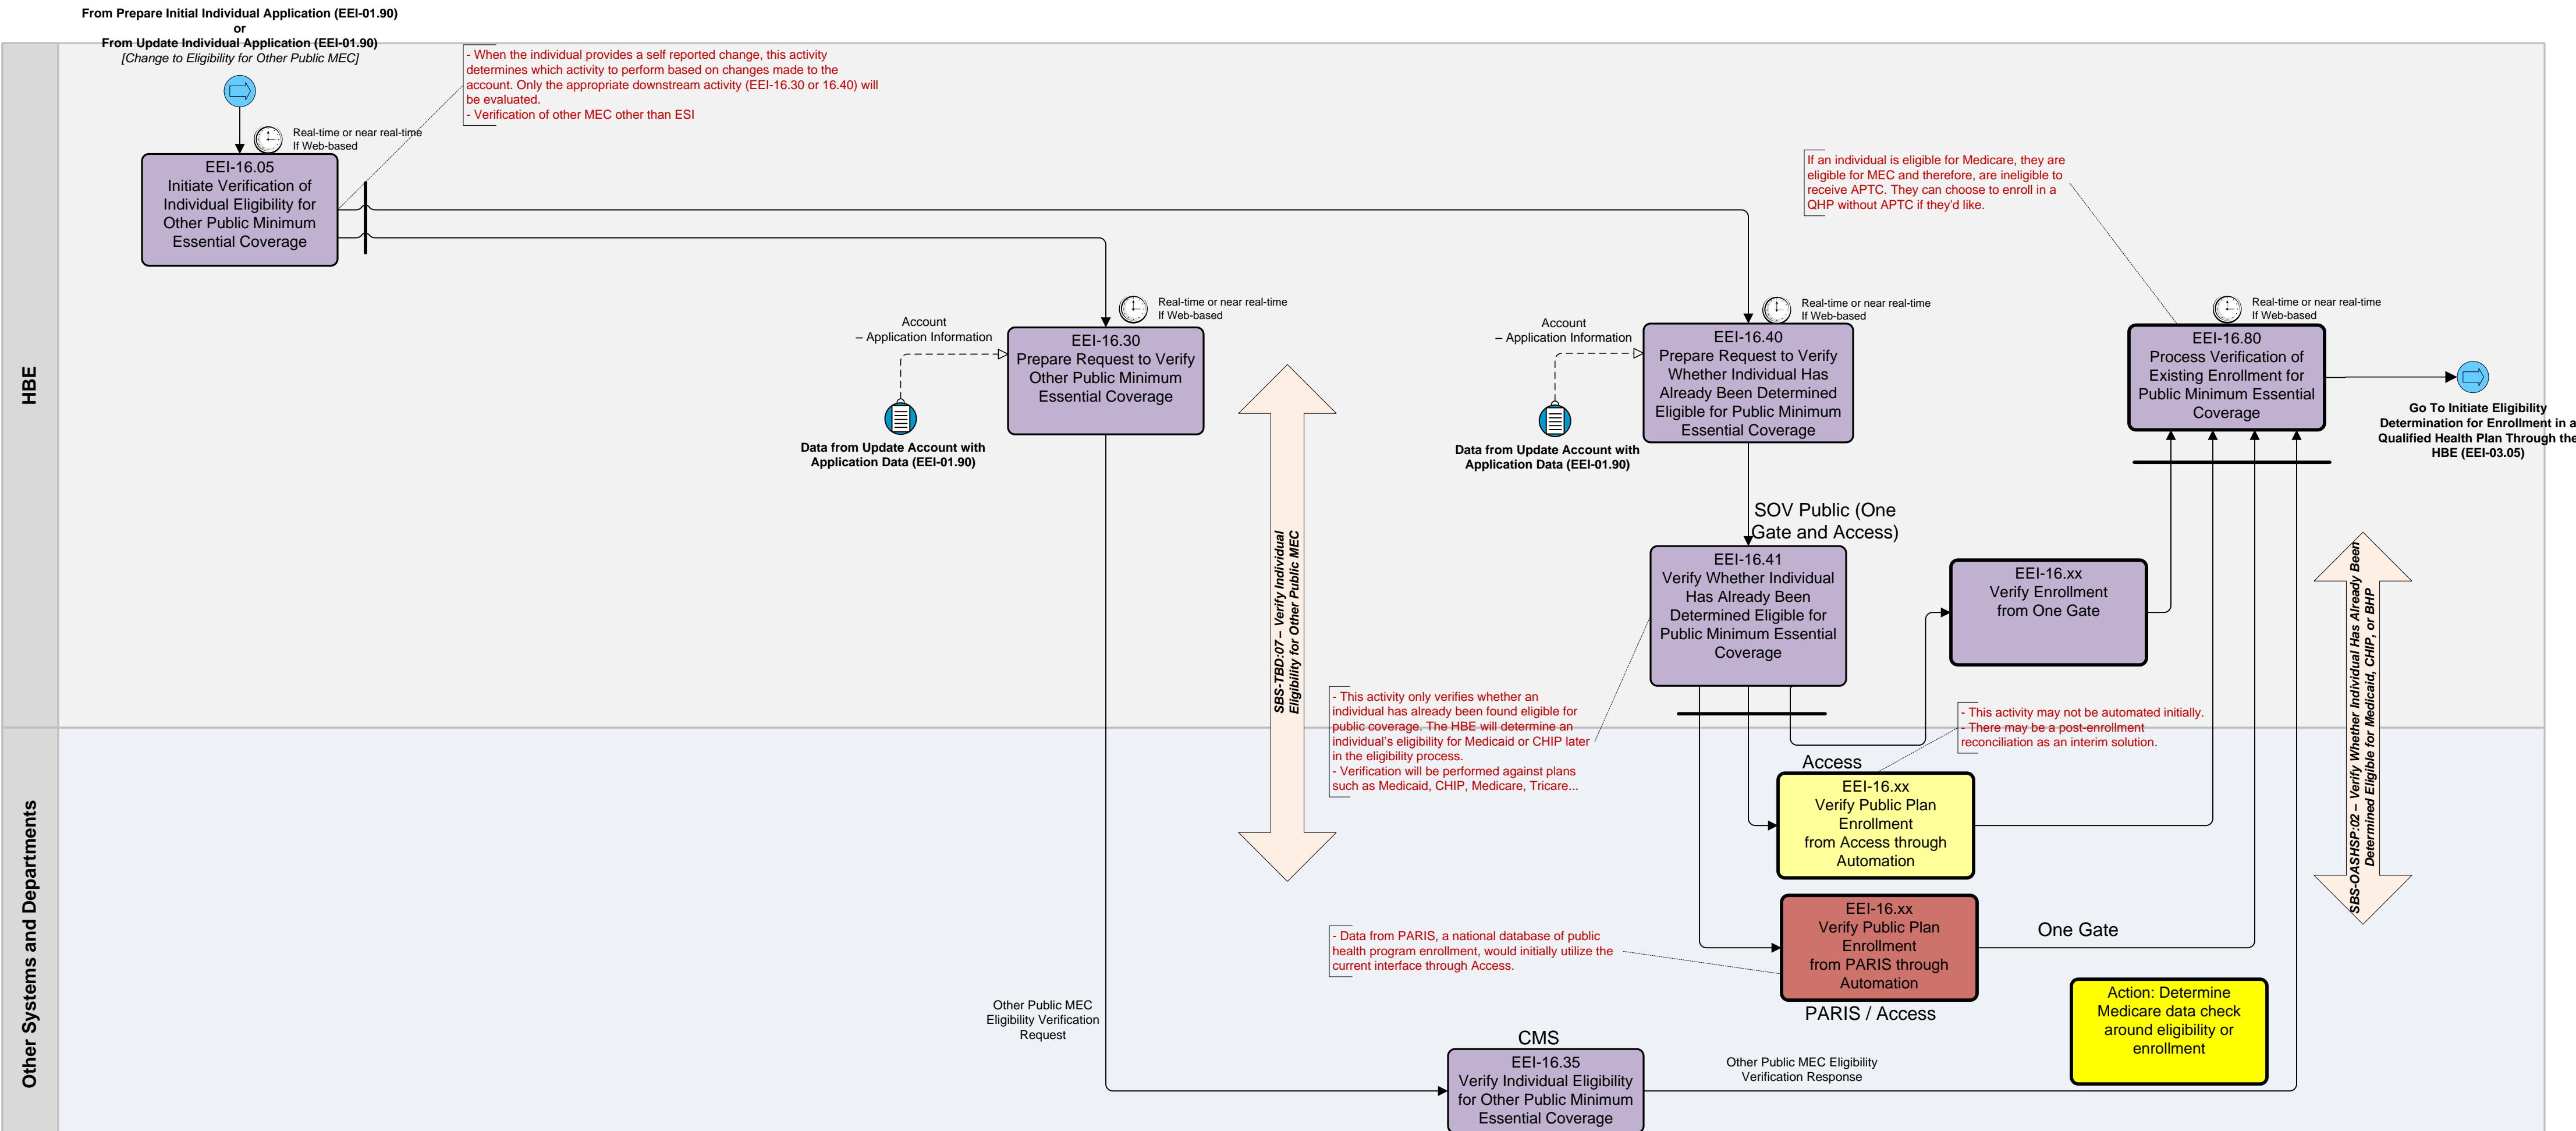 From Prepare Initial Individual Application (EEI-01.90)
or
From Update Individual Application (EEI-01.90)
[Change to Eligibility for Other Public MEC]
- When the individual provides a self reported change, this activity
determines which activity to perform based on changes made to the
account. Only the appropriate downstream activity (EEI-16.30 or 16.40) will
be evaluated.
- Verification of other MEC other than ESI
Real-time or near real-time
If Web-based
EEI-16.05
Initiate Verification of
Individual Eligibility for
Other Public Minimum
Essential Coverage
If an individual is eligible for Medicare, they are
eligible for MEC and therefore, are ineligible to
receive APTC. They can choose to enroll in a
QHP without APTC if they'd like.
HBE
Account
– Application Information
Data from Update Account with
Application Data (EEI-01.90)
Real-time or near real-time
If Web-based
EEI-16.30
Prepare Request to Verify
Other Public Minimum
Essential Coverage
Account
– Application Information
Data from Update Account with
Application Data (EEI-01.90)
Real-time or near real-time
If Web-based
EEI-16.40
Prepare Request to Verify
Whether Individual Has
Already Been Determined
Eligible for Public Minimum
Essential Coverage
Real-time or near real-time
If Web-based
EEI-16.80
Process Verification of
Existing Enrollment for
Public Minimum Essential
Coverage
Go To Initiate Eligibility
Determination for Enrollment in a
Qualified Health Plan Through the
HBE (EEI-03.05)
SOV Public (One
Gate and Access)
EEI-16.41
Verify Whether Individual
Has Already Been
Determined Eligible for
Public Minimum Essential
Coverage
EEI-16.xx
Verify Enrollment
from One Gate
SBS-TBD:07 – Verify Individual
Eligibility for Other Public MEC
SBS-OASHSP:02 – Verify Whether Individual Has Already Been
Determined Eligible for Medicaid, CHIP, or BHP
- This activity only verifies whether an
individual has already been found eligible for
public coverage. The HBE will determine an
individual's eligibility for Medicaid or CHIP later
in the eligibility process.
- Verification will be performed against plans
such as Medicaid, CHIP, Medicare, Tricare...
- This activity may not be automated initially.
- There may be a post-enrollment
reconciliation as an interim solution.
Other Systems and Departments
Access
EEI-16.xx
Verify Public Plan
Enrollment
from Access through
Automation
- Data from PARIS, a national database of public
health program enrollment, would initially utilize the
current interface through Access.
EEI-16.xx
Verify Public Plan
Enrollment
from PARIS through
Automation
PARIS / Access
One Gate
Action: Determine
Medicare data check
around eligibility or
enrollment
Other Public MEC
Eligibility Verification
Request
CMS
EEI-16.35
Verify Individual Eligibility
for Other Public Minimum
Essential Coverage
Other Public MEC Eligibility
Verification Response